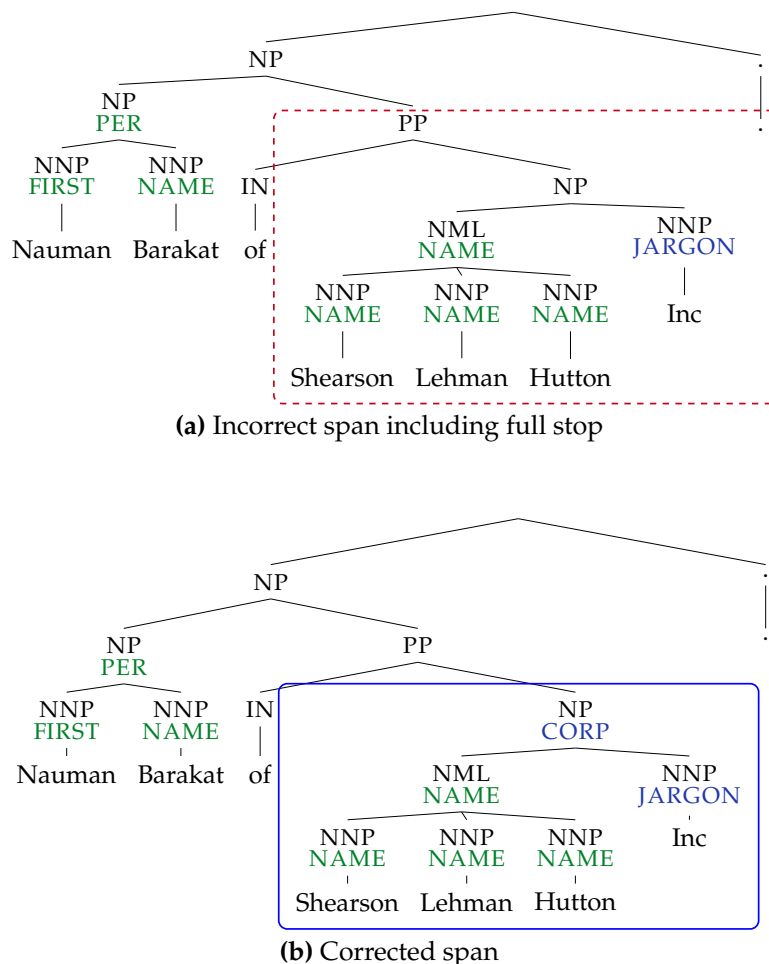 NP .
NP PP .
PER
NNP NNP IN NP
FIRST NAME
NML NNP
Nauman Barakat of NAME JARGON
NNP NNP NNP Inc
NAME NAME NAME
Shearson Lehman Hutton
(a) Incorrect span including full stop
NP .
NP PP .
PER
NNP NNP IN NP
FIRST NAME CORP
Nauman Barakat of NML NNP
NAME JARGON
NNP NNP NNP Inc
NAME NAME NAME
Shearson Lehman Hutton
(b) Corrected span